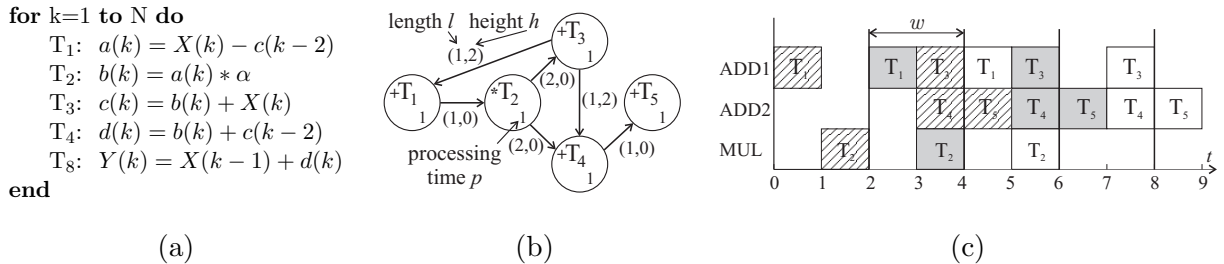 for k=1 to N do
T₁: a(k) = X(k) − c(k − 2)
T₂: b(k) = a(k) ∗ α
T₃: c(k) = b(k) + X(k)
T₄: d(k) = b(k) + c(k − 2)
T₈: Y(k) = X(k − 1) + d(k)
end
(a)
length l height h
(1,2)
+T₃
1
+T₁
1
(1,0)
*T₂
1
(2,0)
(1,2)
+T₅
1
processing
time p
(2,0)
+T₄
1
(1,0)
(b)
w
ADD1 T₁ T₁ T₃ T₁ T₃ T₃
ADD2 T₄ T₅ T₄ T₅ T₄ T₅
MUL T₂ T₂ T₂
0 1 2 3 4 5 6 7 8 9 t
(c)